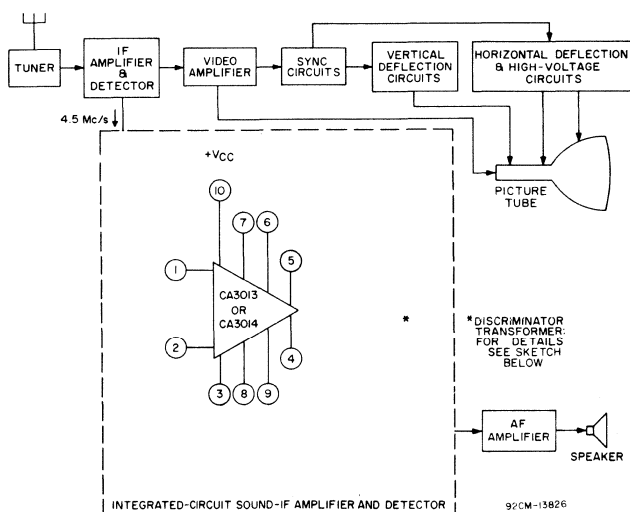 TUNER
IF
AMPLIFIER
&
DETECTOR
VIDEO
AMPLIFIER
SYNC
CIRCUITS
VERTICAL
DEFLECTION
CIRCUITS
HORIZONTAL DEFLECTION
& HIGH-VOLTAGE
CIRCUITS
4.5 Mc/s
PICTURE
TUBE
+VCC
10
7
6
5
1
CA3013
OR
CA3014
2
4
3
8
9
*
*DISCRIMINATOR
TRANSFORMER:
FOR DETAILS
SEE SKETCH
BELOW
AF
AMPLIFIER
SPEAKER
INTEGRATED-CIRCUIT SOUND-IF AMPLIFIER AND DETECTOR
92CM-13826